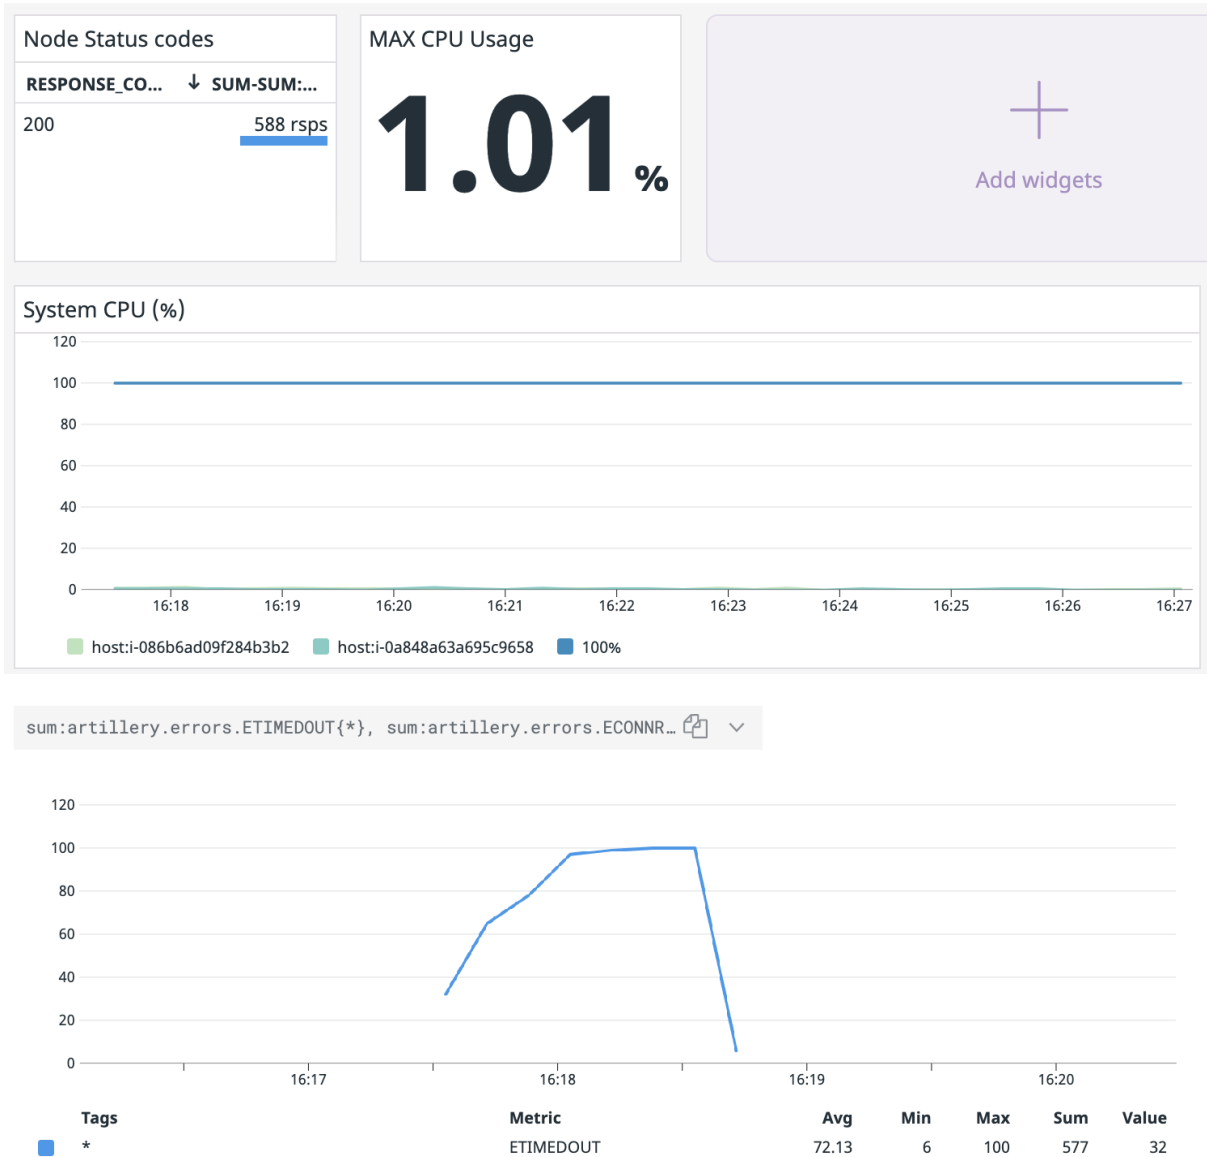 Node Status codes
RESPONSE_CO... ↓ SUM-SUM:...
200 588 rsps
MAX CPU Usage
1.01 %
Add widgets
System CPU (%)
120
100
80
60
40
20
0
16:18 16:19 16:20 16:21 16:22 16:23 16:24 16:25 16:26 16:27
host:i-086b6ad09f284b3b2 host:i-0a848a63a695c9658 100%
sum:artillery.errors.ETIMEDOUT{*}, sum:artillery.errors.ECONNR…
120
100
80
60
40
20
0
16:17 16:18 16:19 16:20
Tags Metric Avg Min Max Sum Value
* ETIMEDOUT 72.13 6 100 577 32